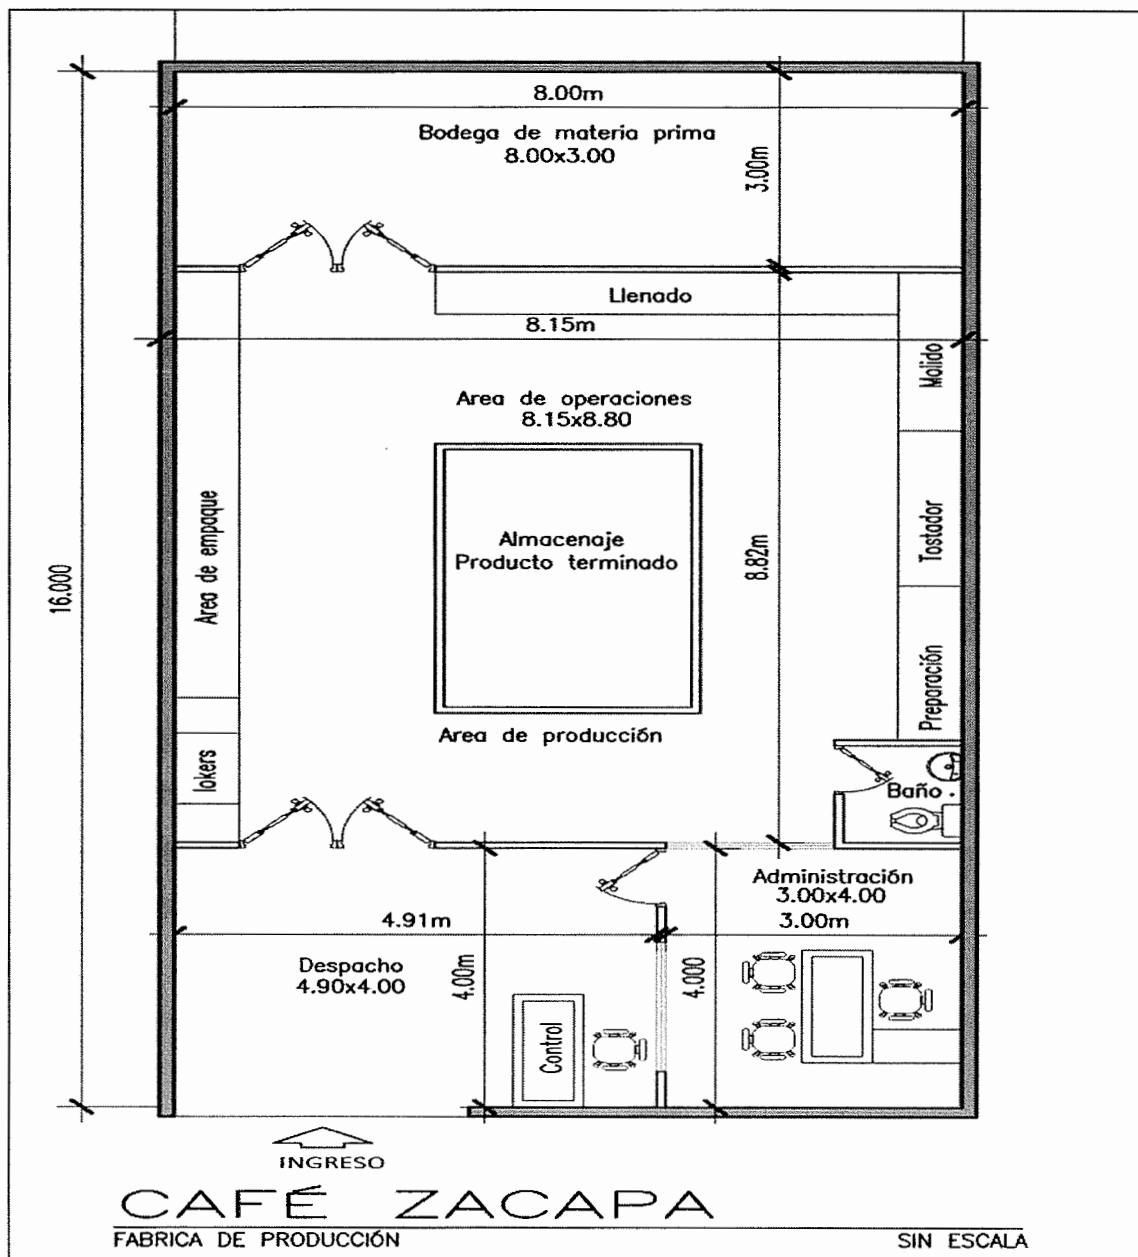 8.00m
Bodega de materia prima
8.00x3.00
3.00m
Llenado
8.15m
Molido
Area de operaciones
8.15x8.80
Area de empaque
Almacenaje
Producto terminado
8.82m
Tostador
16.000
Preparación
Area de producción
lokers
Baño .
Administración
3.00x4.00
4.91m
3.00m
Despacho
4.90x4.00
4.00m
4.000
Control
INGRESO
CAFÉ ZACAPA
FABRICA DE PRODUCCIÓN
SIN ESCALA